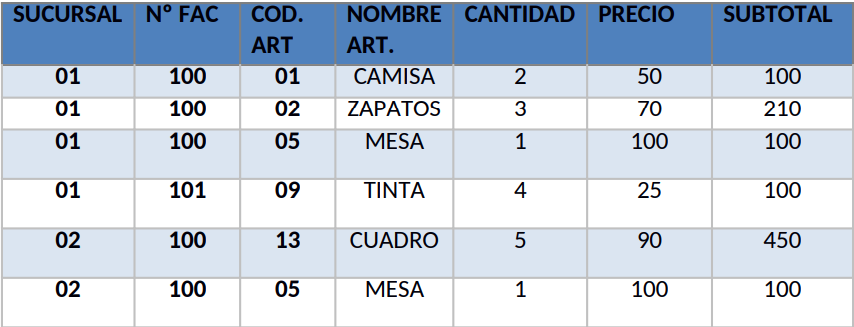 SUCURSAL Nº FAC COD. ART NOMBRE ART. CANTIDAD PRECIO SUBTOTAL
01 100 01 CAMISA 2 50 100
01 100 02 ZAPATOS 3 70 210
01 100 05 MESA 1 100 100
01 101 09 TINTA 4 25 100
02 100 13 CUADRO 5 90 450
02 100 05 MESA 1 100 100